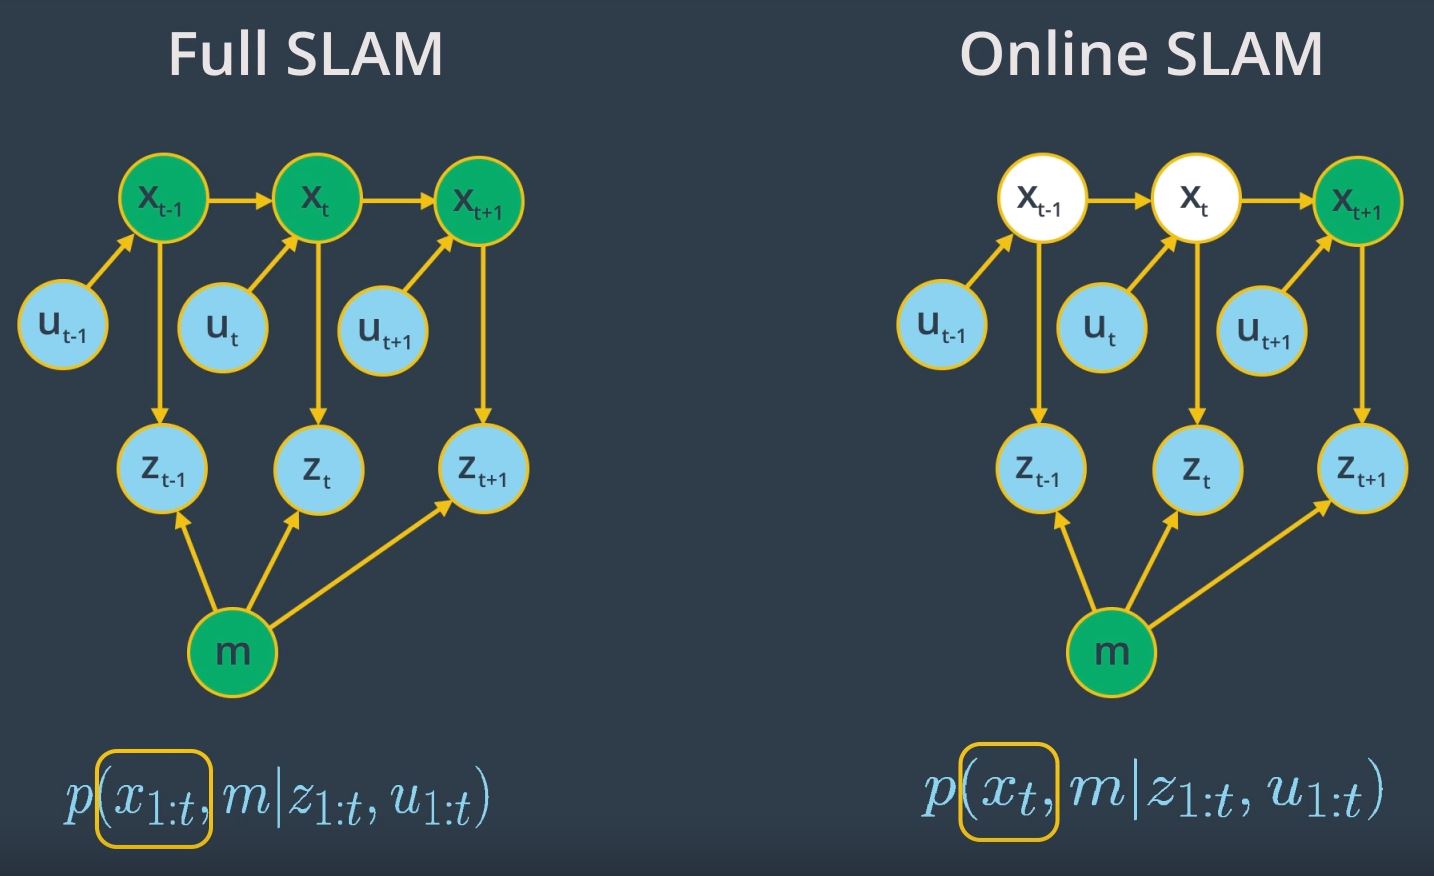 Full SLAM
x_{t-1} x_t x_{t+1}
u_{t-1} u_t u_{t+1}
z_{t-1} z_t z_{t+1}
m
p(x_{1:t}, m|z_{1:t}, u_{1:t})
Online SLAM
x_{t-1} x_t x_{t+1}
u_{t-1} u_t u_{t+1}
z_{t-1} z_t z_{t+1}
m
p(x_t, m|z_{1:t}, u_{1:t})